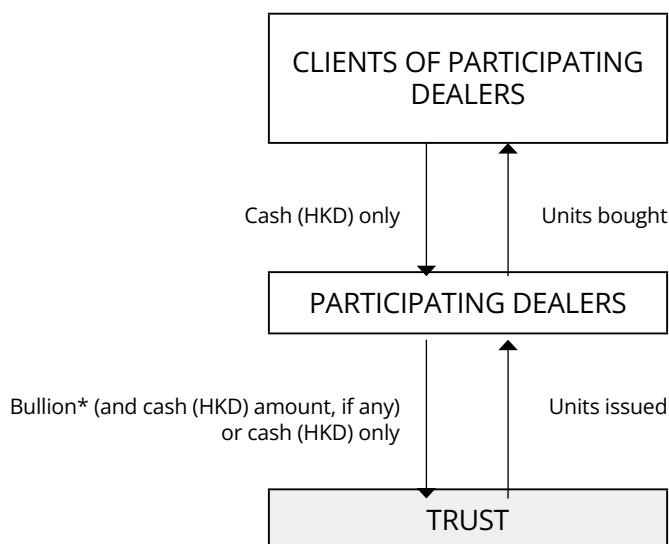 CLIENTS OF PARTICIPATING
DEALERS
Cash (HKD) only
Units bought
PARTICIPATING DEALERS
Bullion* (and cash (HKD) amount, if any)
or cash (HKD) only
Units issued
TRUST